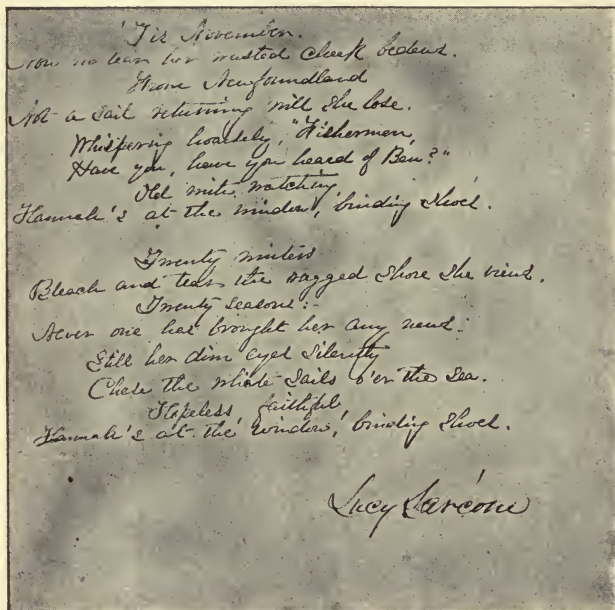 'Tis November.
Now no tear her wasted cheek bedews.
From Newfoundland
Not a sail returning will she lose.
Whispering hoarsely, "Fishermen,
Have you, have you heard of Ben?"
Old with watching,
Hannah's at the window, binding shoes.
Twenty winters
Bleach and tear the ragged shore she views.
Twenty seasons:—
Never one has brought her any news.
Still her dim eyes silently
Chase the white sails o'er the sea.
Hopeless, faithful,
Hannah's at the window, binding shoes.
Lucy Larcom